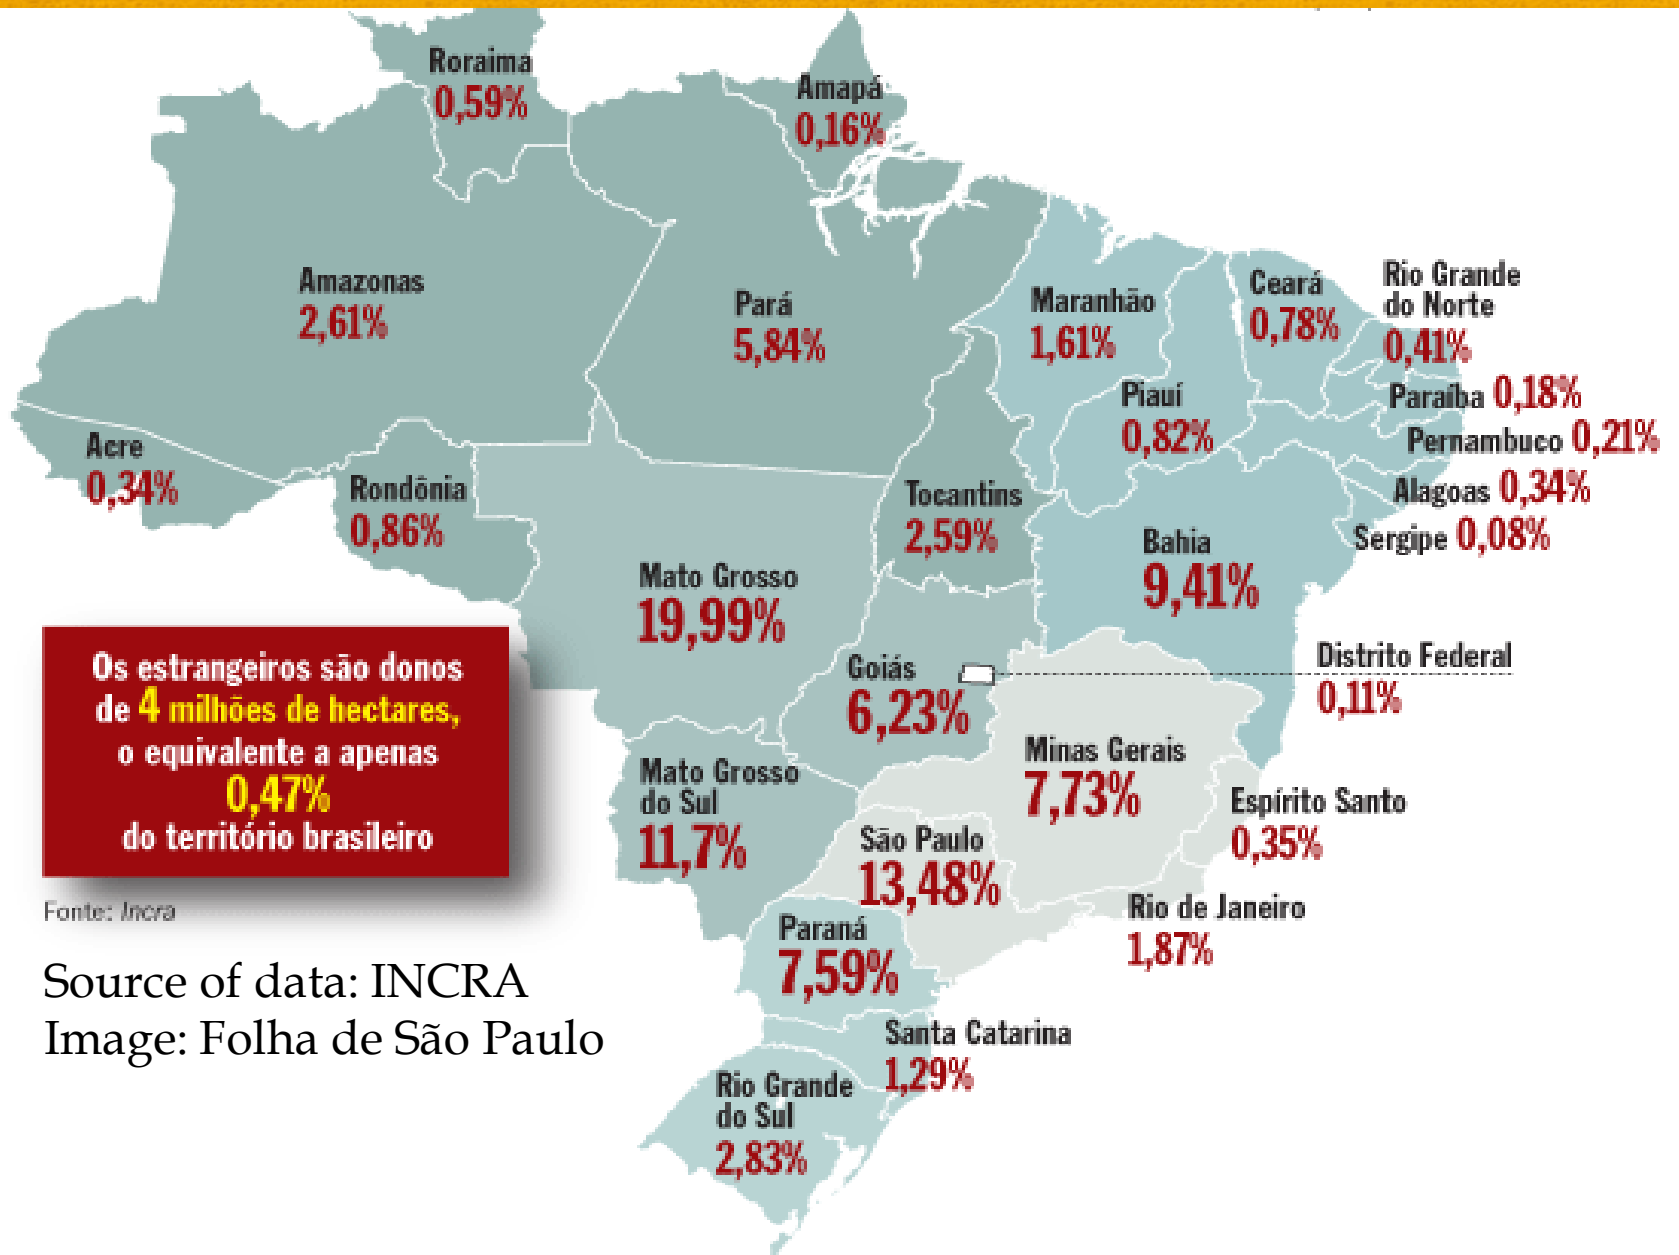 Roraima
0,59%
Amapá
0,16%
Amazonas
2,61%
Pará
5,84%
Maranhão
1,61%
Ceará
0,78%
Rio Grande
do Norte
0,41%
Piauí
0,82%
Paraíba 0,18%
Pernambuco 0,21%
Alagoas 0,34%
Sergipe 0,08%
Acre
0,34%
Rondônia
0,86%
Tocantins
2,59%
Bahia
9,41%
Mato Grosso
19,99%
Goiás
6,23%
Distrito Federal
0,11%
Os estrangeiros são donos
de 4 milhões de hectares,
o equivalente a apenas
0,47%
do território brasileiro
Minas Gerais
7,73%
Mato Grosso
do Sul
11,7%
Espírito Santo
0,35%
São Paulo
13,48%
Rio de Janeiro
1,87%
Paraná
7,59%
Santa Catarina
1,29%
Rio Grande
do Sul
2,83%
Fonte: Incra
Source of data: INCRA
Image: Folha de São Paulo